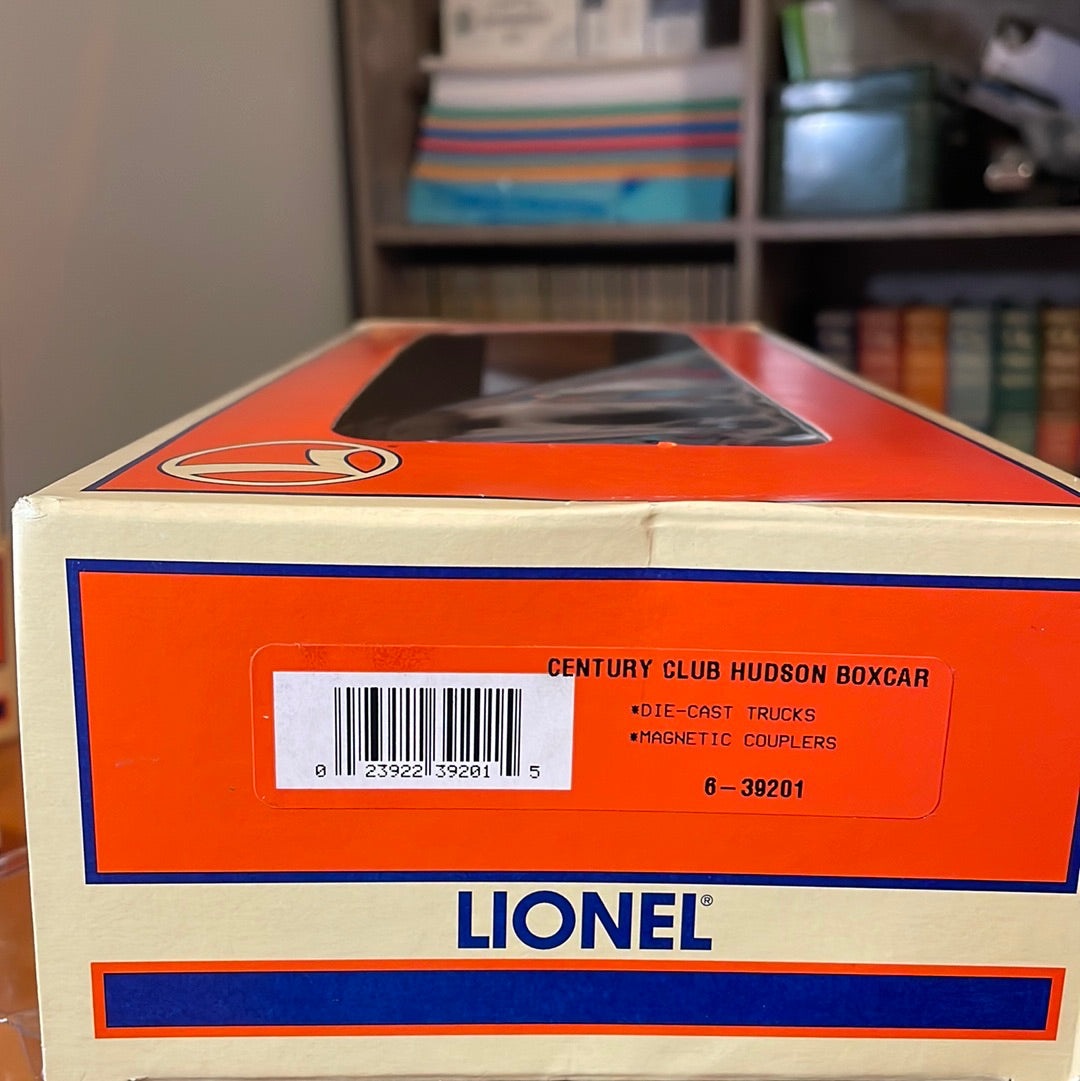 CENTURY CLUB HUDSON BOXCAR
*DIE-CAST TRUCKS
*MAGNETIC COUPLERS
0 23922 39201 5
6-39201
LIONEL®